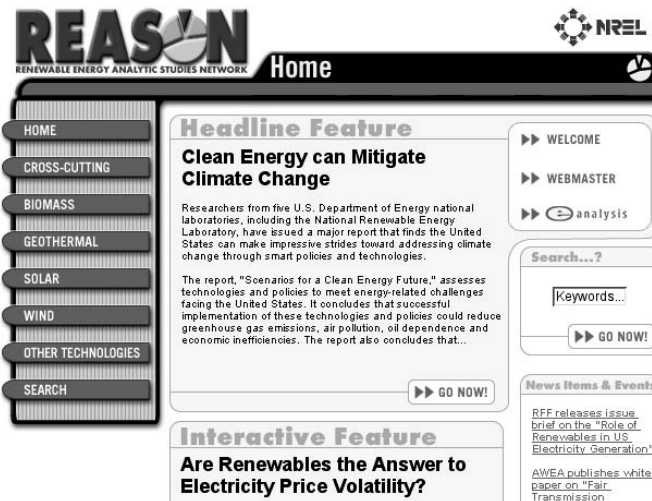 REASON
RENEWABLE ENERGY ANALYTIC STUDIES NETWORK
Home
NREL
HOME
CROSS-CUTTING
BIOMASS
GEOTHERMAL
SOLAR
WIND
OTHER TECHNOLOGIES
SEARCH
Headline Feature
Clean Energy can Mitigate
Climate Change
Researchers from five U.S. Department of Energy national
laboratories, including the National Renewable Energy
Laboratory, have issued a major report that finds the United
States can make impressive strides toward addressing climate
change through smart policies and technologies.
The report, "Scenarios for a Clean Energy Future," assesses
technologies and policies to meet energy-related challenges
facing the United States. It concludes that successful
implementation of these technologies and policies could reduce
greenhouse gas emissions, air pollution, oil dependence and
economic inefficiencies. The report also concludes that...
GO NOW!
Interactive Feature
Are Renewables the Answer to
Electricity Price Volatility?
WELCOME
WEBMASTER
e analysis
Search...?
Keywords...
GO NOW!
News Items & Events
RFF releases issue
brief on the "Role of
Renewables in US
Electricity Generation"
AWEA publishes white
paper on "Fair
Transmission